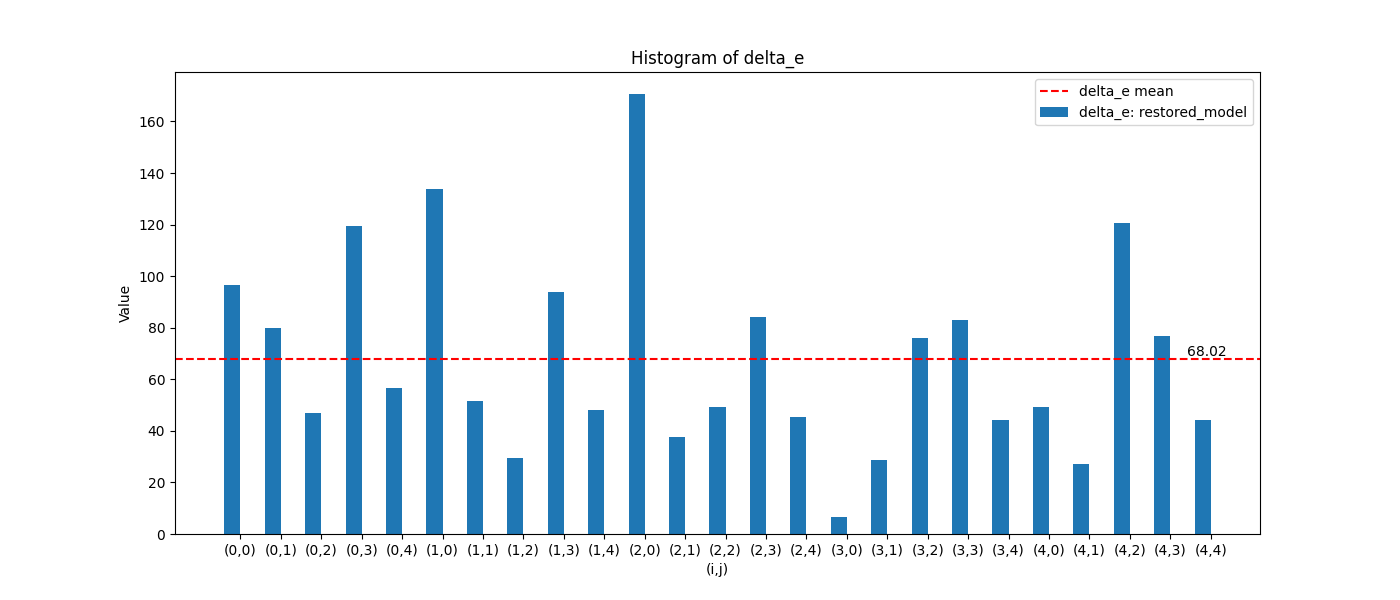 Histogram of delta_e
delta_e mean
delta_e: restored_model
160
140
120
100
80
60
40
20
0
Value
68.02
(0,0) (0,1) (0,2) (0,3) (0,4) (1,0) (1,1) (1,2) (1,3) (1,4) (2,0) (2,1) (2,2) (2,3) (2,4) (3,0) (3,1) (3,2) (3,3) (3,4) (4,0) (4,1) (4,2) (4,3) (4,4)
(i,j)